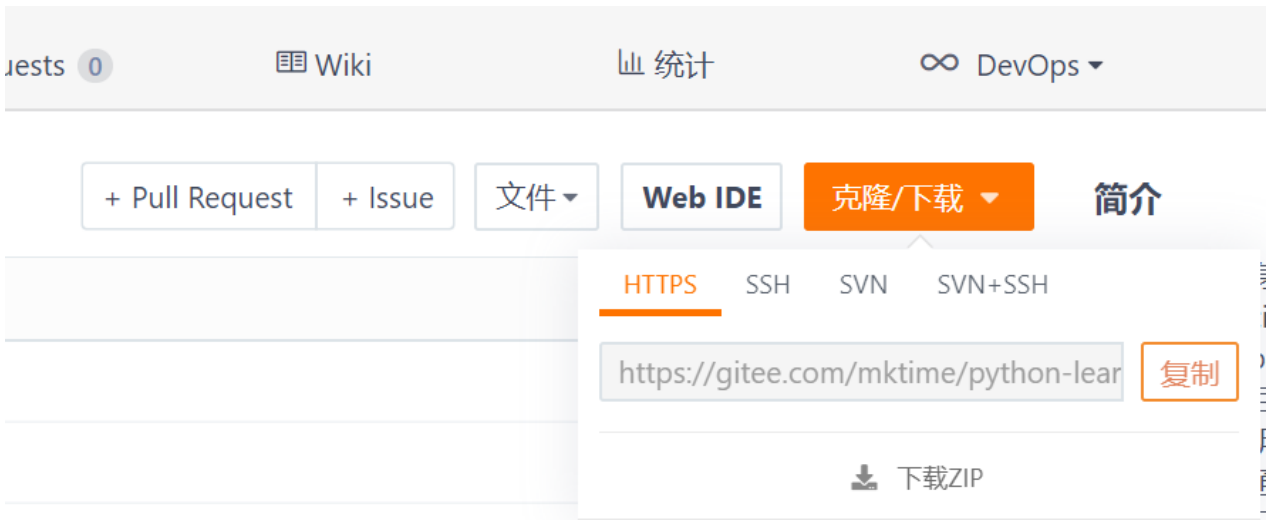 uests 0 Wiki 统计 DevOps
+ Pull Request + Issue 文件 Web IDE 克隆/下载 简介
HTTPS SSH SVN SVN+SSH
https://gitee.com/mktime/python-lear 复制
下载ZIP